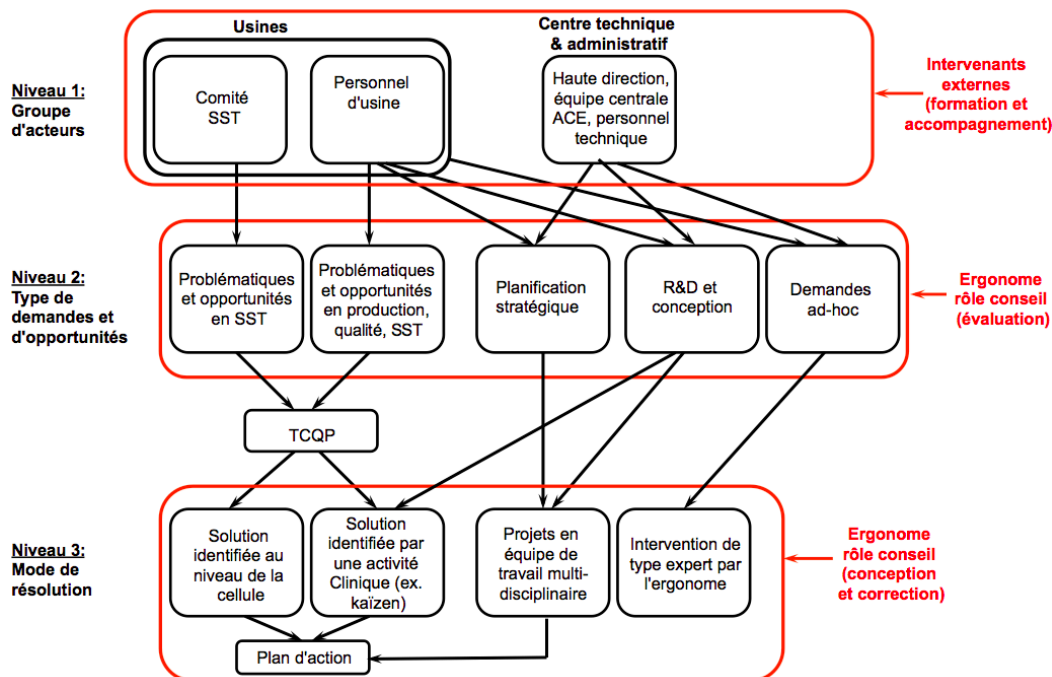 Usines
Centre technique
& administratif
Niveau 1:
Groupe
d'acteurs
Comité
SST
Personnel
d'usine
Haute direction,
équipe centrale
ACE, personnel
technique
Intervenants
externes
(formation et
accompagnement)
Niveau 2:
Type de
demandes et
d'opportunités
Problématiques
et opportunités
en SST
Problématiques
et opportunités
en production,
qualité, SST
Planification
stratégique
R&D et
conception
Demandes
ad-hoc
Ergonome
rôle conseil
(évaluation)
TCQP
Niveau 3:
Mode de
résolution
Solution
identifiée au
niveau de la
cellule
Solution
identifiée par
une activité
Clinique (ex.
kaïzen)
Projets en
équipe de
travail multi-
disciplinaire
Intervention de
type expert par
l'ergonome
Ergonome
rôle conseil
(conception
et correction)
Plan d'action